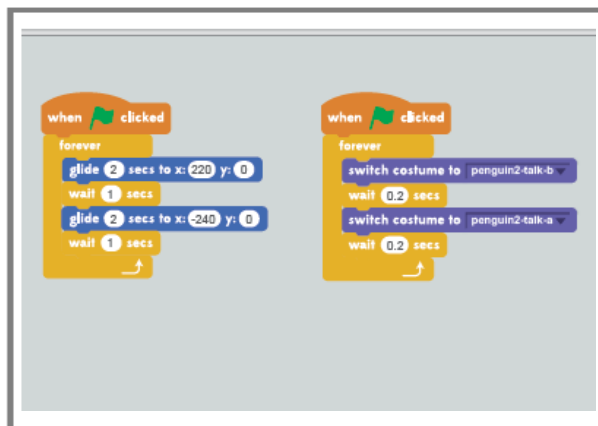 when clicked
forever
glide 2 secs to x: 220 y: 0
wait 1 secs
glide 2 secs to x: -240 y: 0
wait 1 secs
when clicked
forever
switch costume to penguin2-talk-b
wait 0.2 secs
switch costume to penguin2-talk-a
wait 0.2 secs